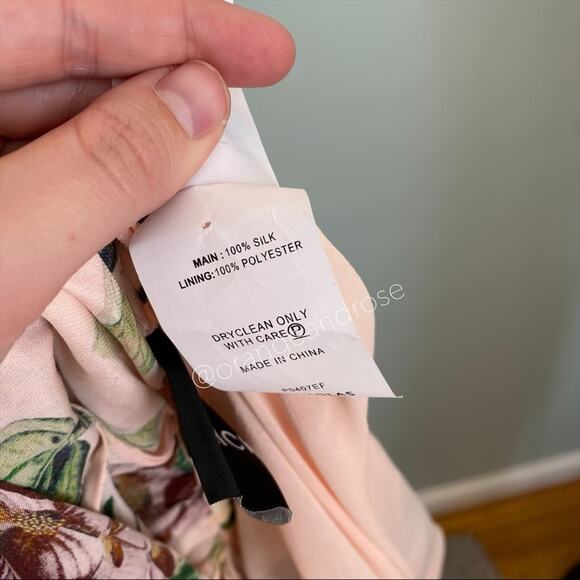 MAIN : 100% SILK
LINING:100% POLYESTER
DRYCLEAN ONLY
WITH CARE P
MADE IN CHINA
@orangeandrose